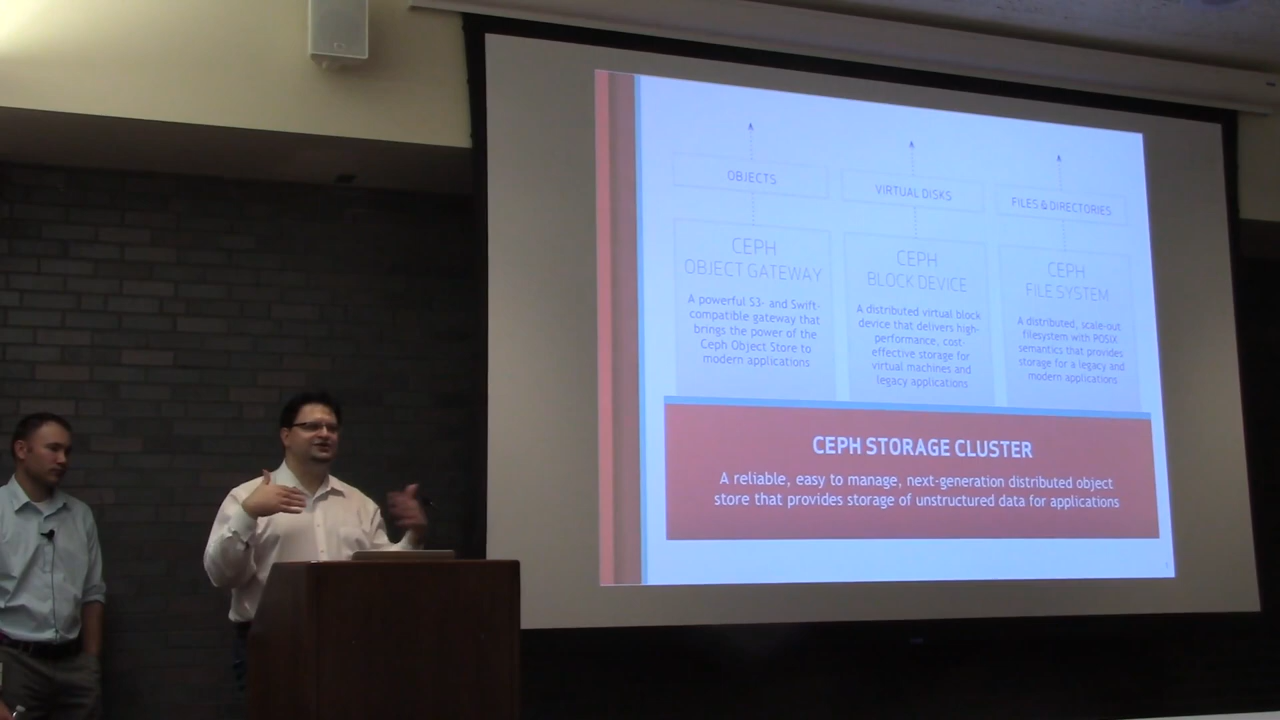 OBJECTS
VIRTUAL DISKS
FILES & DIRECTORIES
CEPH
OBJECT GATEWAY
A powerful S3- and Swift-
compatible gateway that
brings the power of the
Ceph Object Store to
modern applications
CEPH
BLOCK DEVICE
A distributed virtual block
device that delivers high-
performance, cost-
effective storage for
virtual machines and
legacy applications
CEPH
FILE SYSTEM
A distributed, scale-out
filesystem with POSIX
semantics that provides
storage for a legacy and
modern applications
CEPH STORAGE CLUSTER
A reliable, easy to manage, next-generation distributed object
store that provides storage of unstructured data for applications